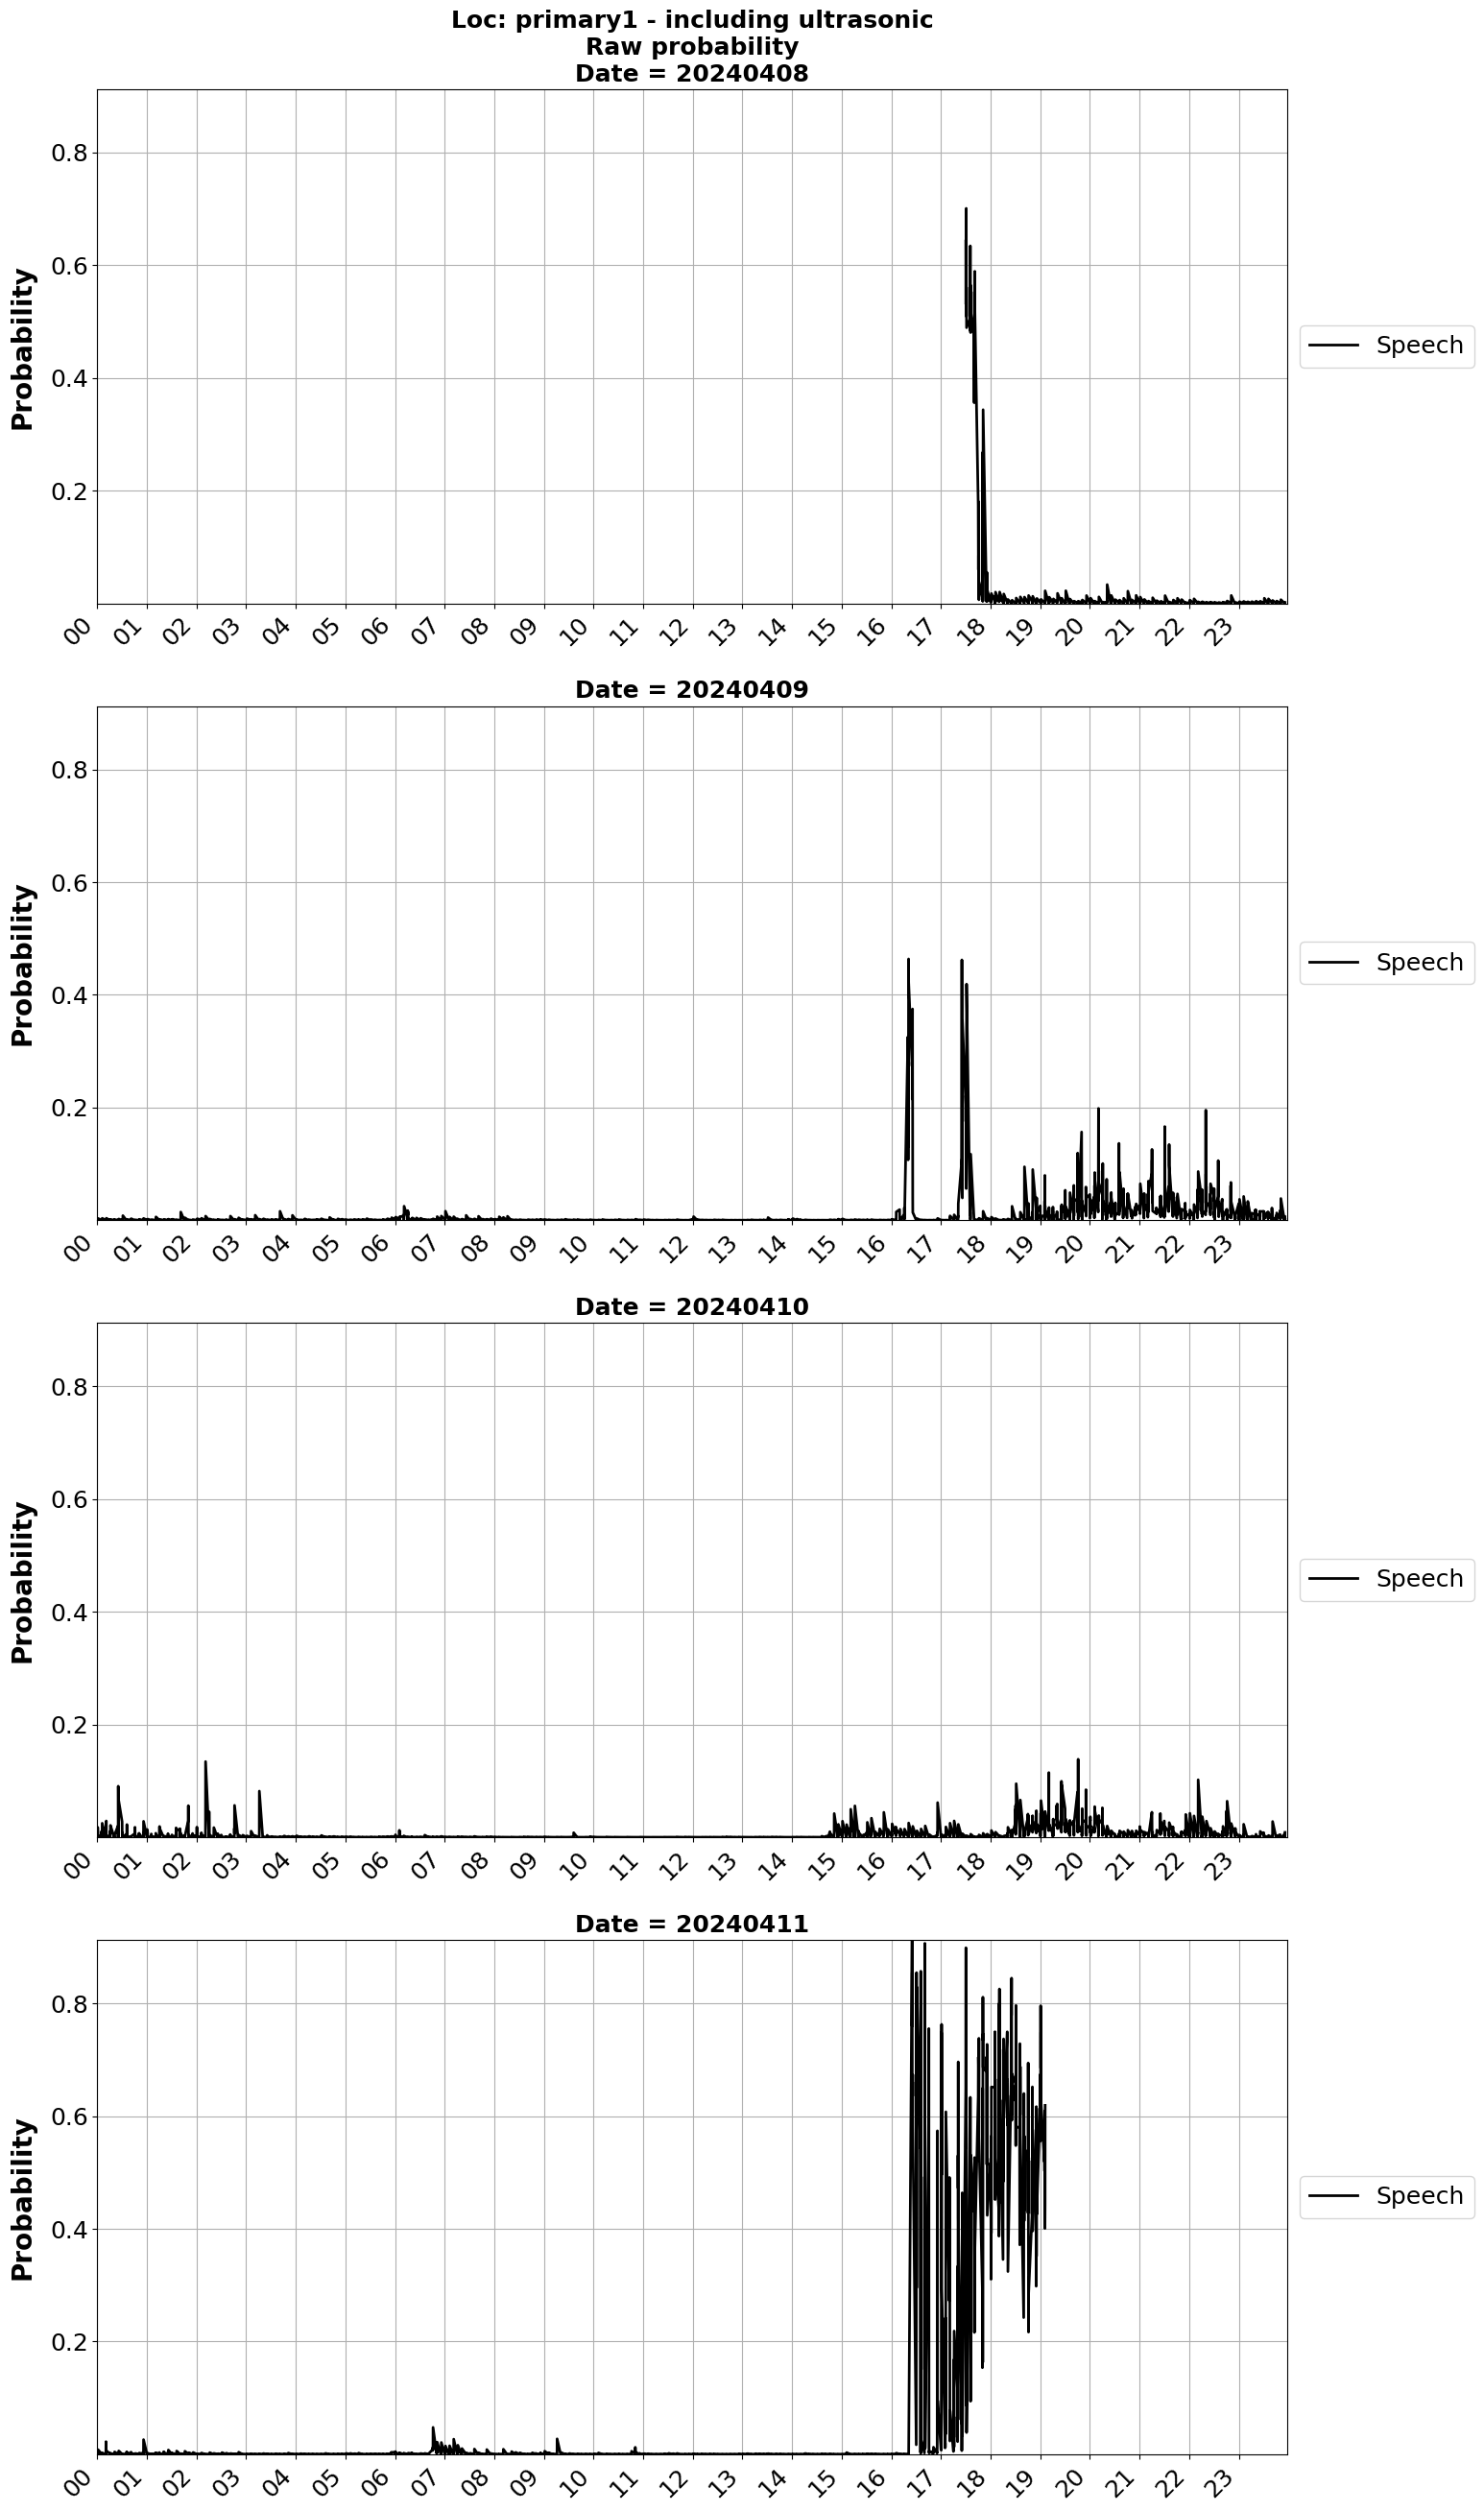 Loc: primary1 - including ultrasonic
Raw probability
Date = 20240408
Probability
0.8
0.6
0.4
0.2
00 01 02 03 04 05 06 07 08 09 10 11 12 13 14 15 16 17 18 19 20 21 22 23
Speech
Date = 20240409
Probability
0.8
0.6
0.4
0.2
00 01 02 03 04 05 06 07 08 09 10 11 12 13 14 15 16 17 18 19 20 21 22 23
Speech
Date = 20240410
Probability
0.8
0.6
0.4
0.2
00 01 02 03 04 05 06 07 08 09 10 11 12 13 14 15 16 17 18 19 20 21 22 23
Speech
Date = 20240411
Probability
0.8
0.6
0.4
0.2
00 01 02 03 04 05 06 07 08 09 10 11 12 13 14 15 16 17 18 19 20 21 22 23
Speech